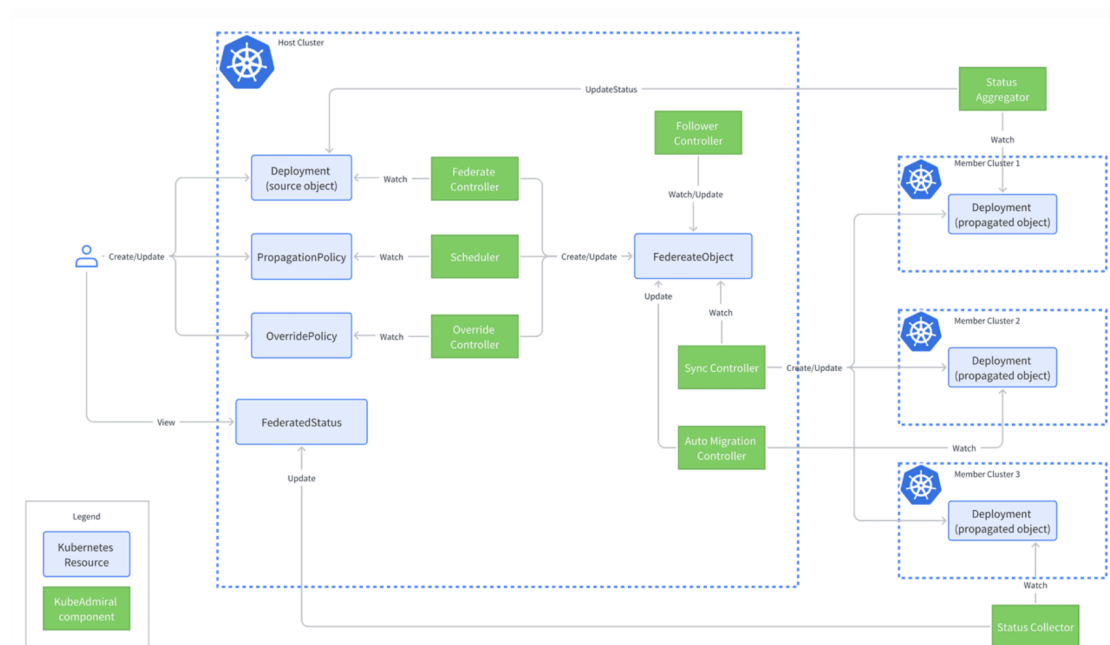 Host Cluster
UpdateStatus
Status
Aggregator
Follower
Controller
Watch
Member Cluster 1
Deployment
(source object)
Watch
Federate
Controller
Watch/Update
Deployment
(propagated object)
Create/Update
PropagationPolicy
Watch
Scheduler
Create/Update
FedereateObject
Update
Watch
OverridePolicy
Watch
Override
Controller
Member Cluster 2
Deployment
(propagated object)
Sync Controller
Create/Update
View
FederatedStatus
Auto Migration
Controller
Watch
Update
Member Cluster 3
Deployment
(propagated object)
Watch
Status Collector
Legend
Kubernetes
Resource
KubeAdmiral
component